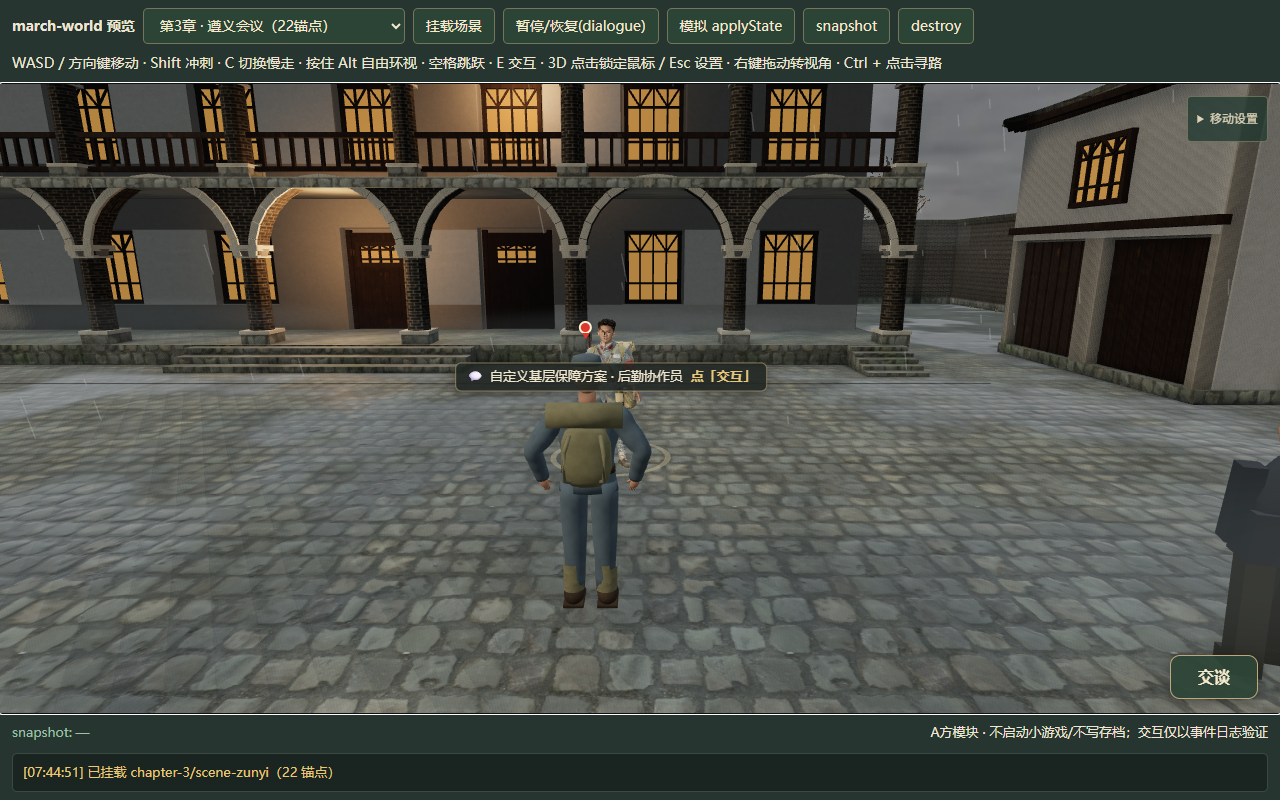 march-world 预览
第3章 · 遵义会议（22锚点）
挂载场景
暂停/恢复(dialogue)
模拟 applyState
snapshot
destroy
WASD / 方向键移动 · Shift 冲刺 · C 切换慢走 · 按住 Alt 自由环视 · 空格跳跃 · E 交互 · 3D 点击锁定鼠标 / Esc 设置 · 右键拖动转视角 · Ctrl + 点击寻路
▸ 移动设置
自定义基层保障方案 · 后勤协作员 点「交互」
交谈
snapshot: —
A方模块 · 不启动小游戏/不写存档；交互仅以事件日志验证
[07:44:51] 已挂载 chapter-3/scene-zunyi（22 锚点）